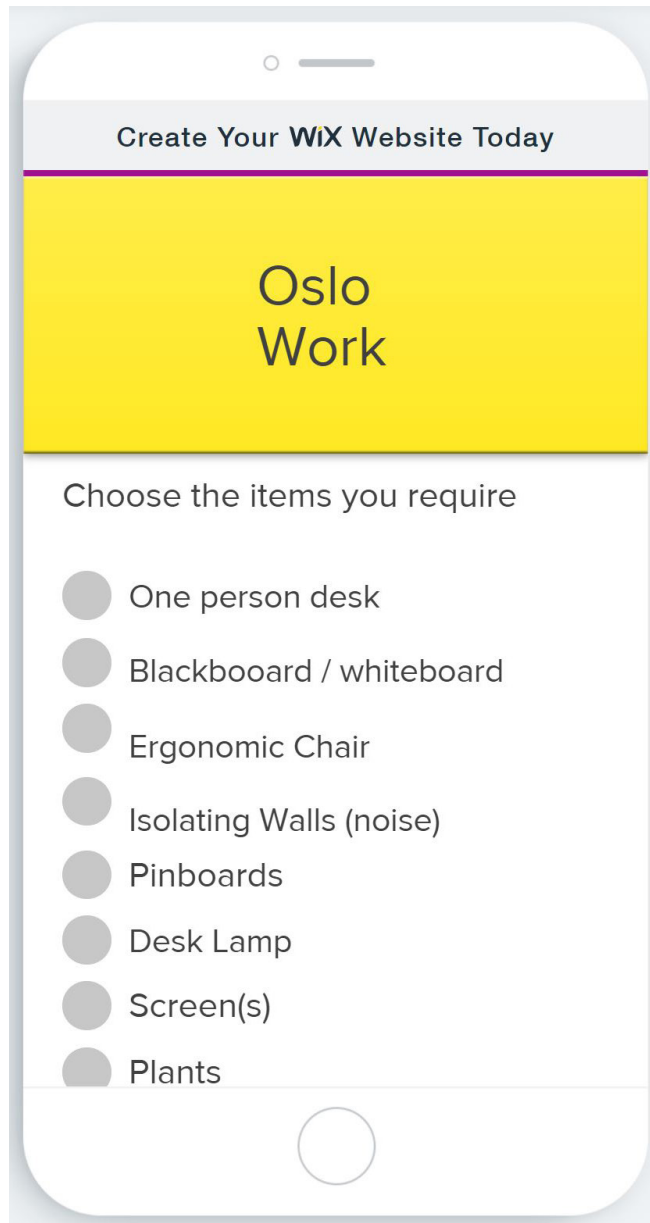 Create Your WiX Website Today
Oslo
Work
Choose the items you require
One person desk
Blackbooard / whiteboard
Ergonomic Chair
Isolating Walls (noise)
Pinboards
Desk Lamp
Screen(s)
Plants